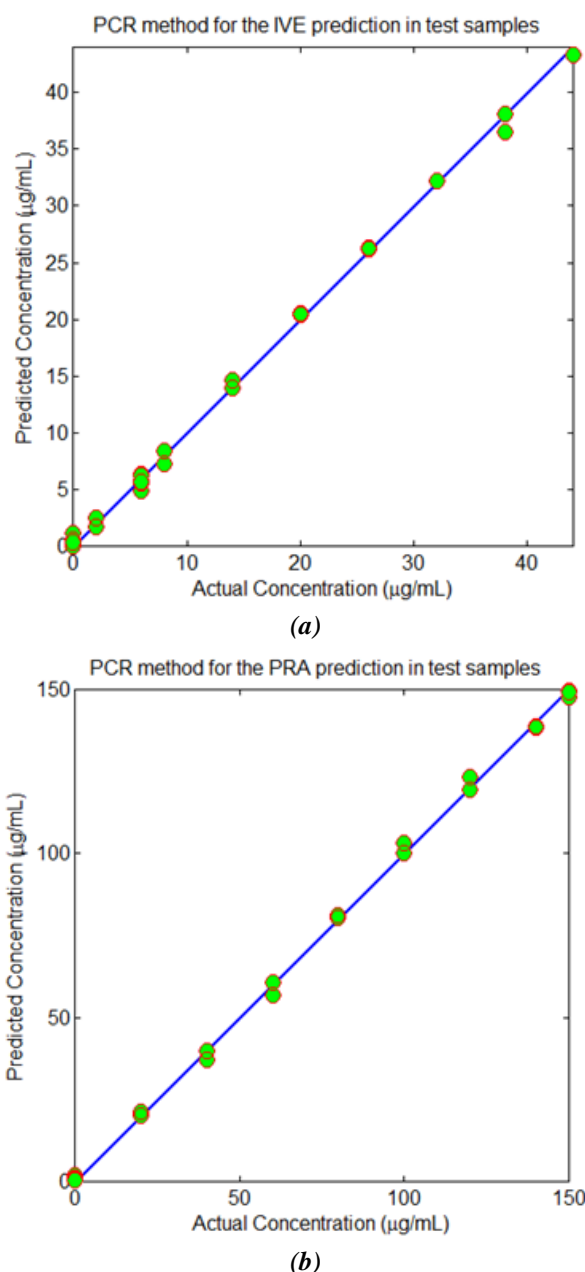 PCR method for the IVE prediction in test samples
Predicted Concentration (µg/mL)
40
35
30
25
20
15
10
5
0
0 10 20 30 40
Actual Concentration (µg/mL)
(a)
PCR method for the PRA prediction in test samples
Predicted Concentration (µg/mL)
150
100
50
0
0 50 100 150
Actual Concentration (µg/mL)
(b)